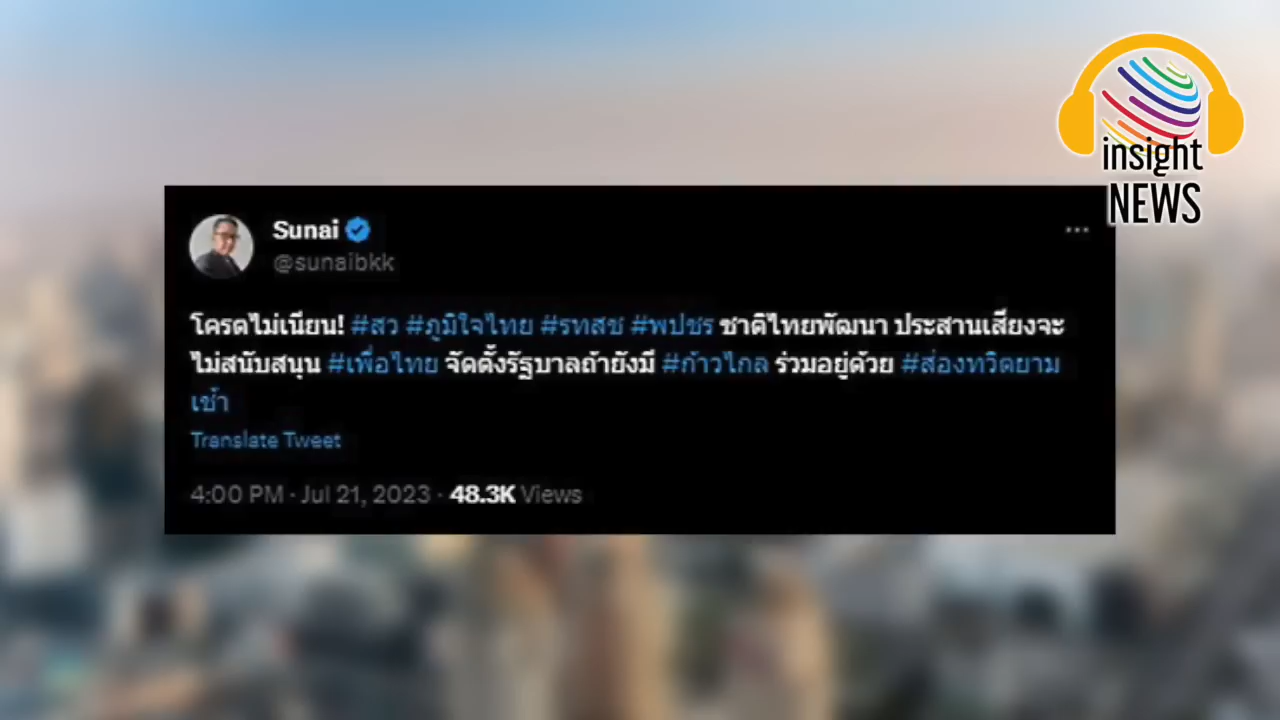 insight
NEWS
Sunai
@sunaibkk
โครตไม่เนียน! #สว #ภูมิใจไทย #รทสช #พปชร ชาติไทยพัฒนา ประสานเสียงจะ
ไม่สนับสนุน #เพื่อไทย จัดตั้งรัฐบาลถ้ายังมี #ก้าวไกล ร่วมอยู่ด้วย #ส่องทวิตยาม
เช้า
Translate Tweet
4:00 PM · Jul 21, 2023 · 48.3K Views